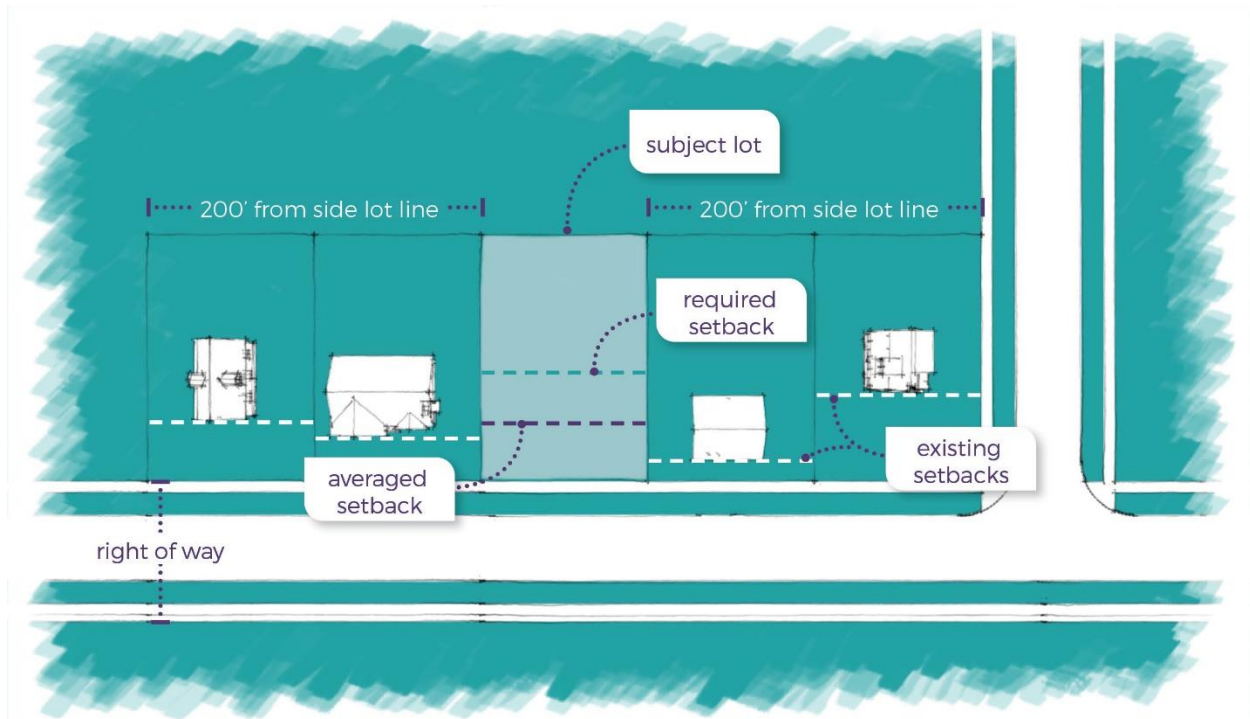 subject lot
200’ from side lot line
200’ from side lot line
required
setback
averaged
setback
existing
setbacks
right of way